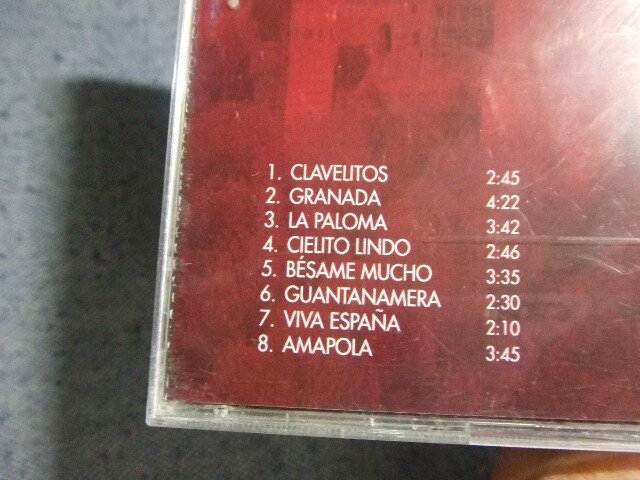 1. CLAVELITOS 2:45
2. GRANADA 4:22
3. LA PALOMA 3:42
4. CIELITO LINDO 2:46
5. BÉSAME MUCHO 3:35
6. GUANTANAMERA 2:30
7. VIVA ESPAÑA 2:10
8. AMAPOLA 3:45